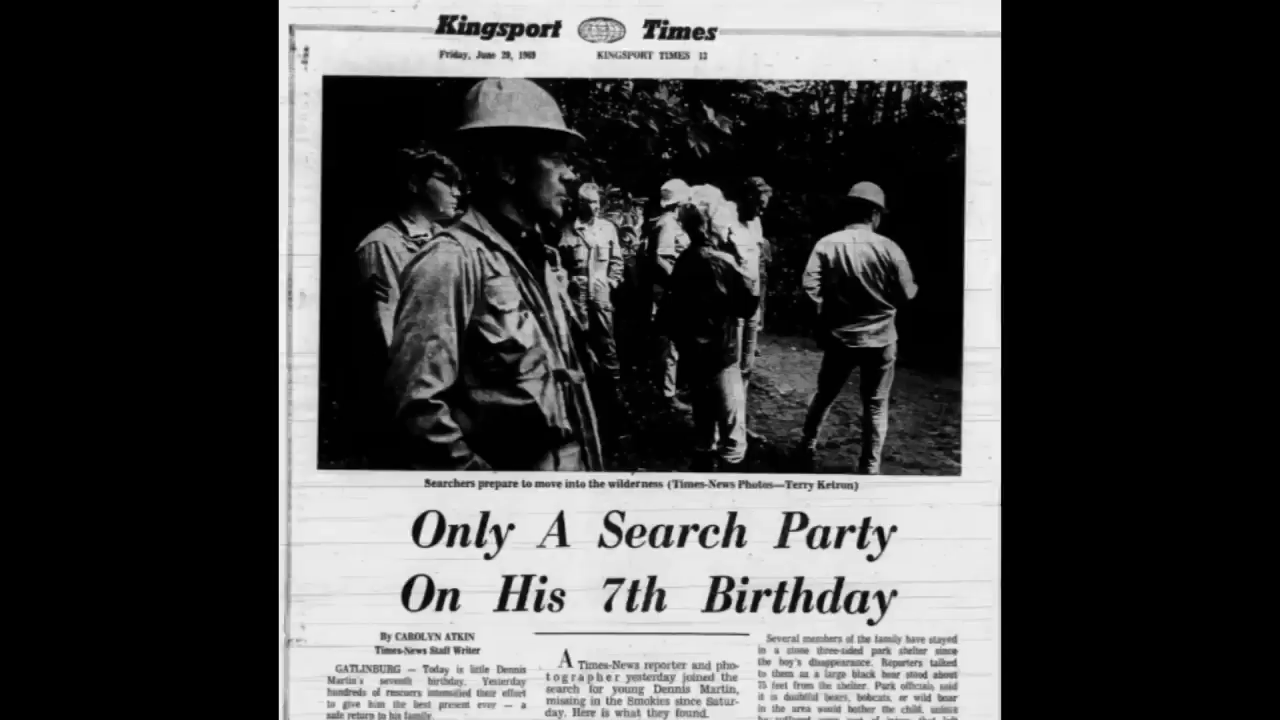 Kingsport Times
Friday, June 20, 1969
KINGSPORT TIMES 13
Searchers prepare to move into the wilderness (Times-News Photos—Terry Ketron)
Only A Search Party
On His 7th Birthday
By CAROLYN ATKIN
Times-News Staff Writer
GATLINBURG — Today is little Dennis
Martin's seventh birthday. Yesterday
hundreds of rescuers intensified their effort
to give him the best present ever — a
safe return to his family.
A Times-News reporter and pho-
tographer yesterday joined the
search for young Dennis Martin,
missing in the Smokies since Satur-
day. Here is what they found.
Several members of the family have stayed
in a stone three-sided park shelter since
the boy's disappearance. Reporters talked
to them as a large black bear stood about
75 feet from the shelter. Park officials said
it is doubtful bears, bobcats, or wild boar
in the area would bother the child, unless